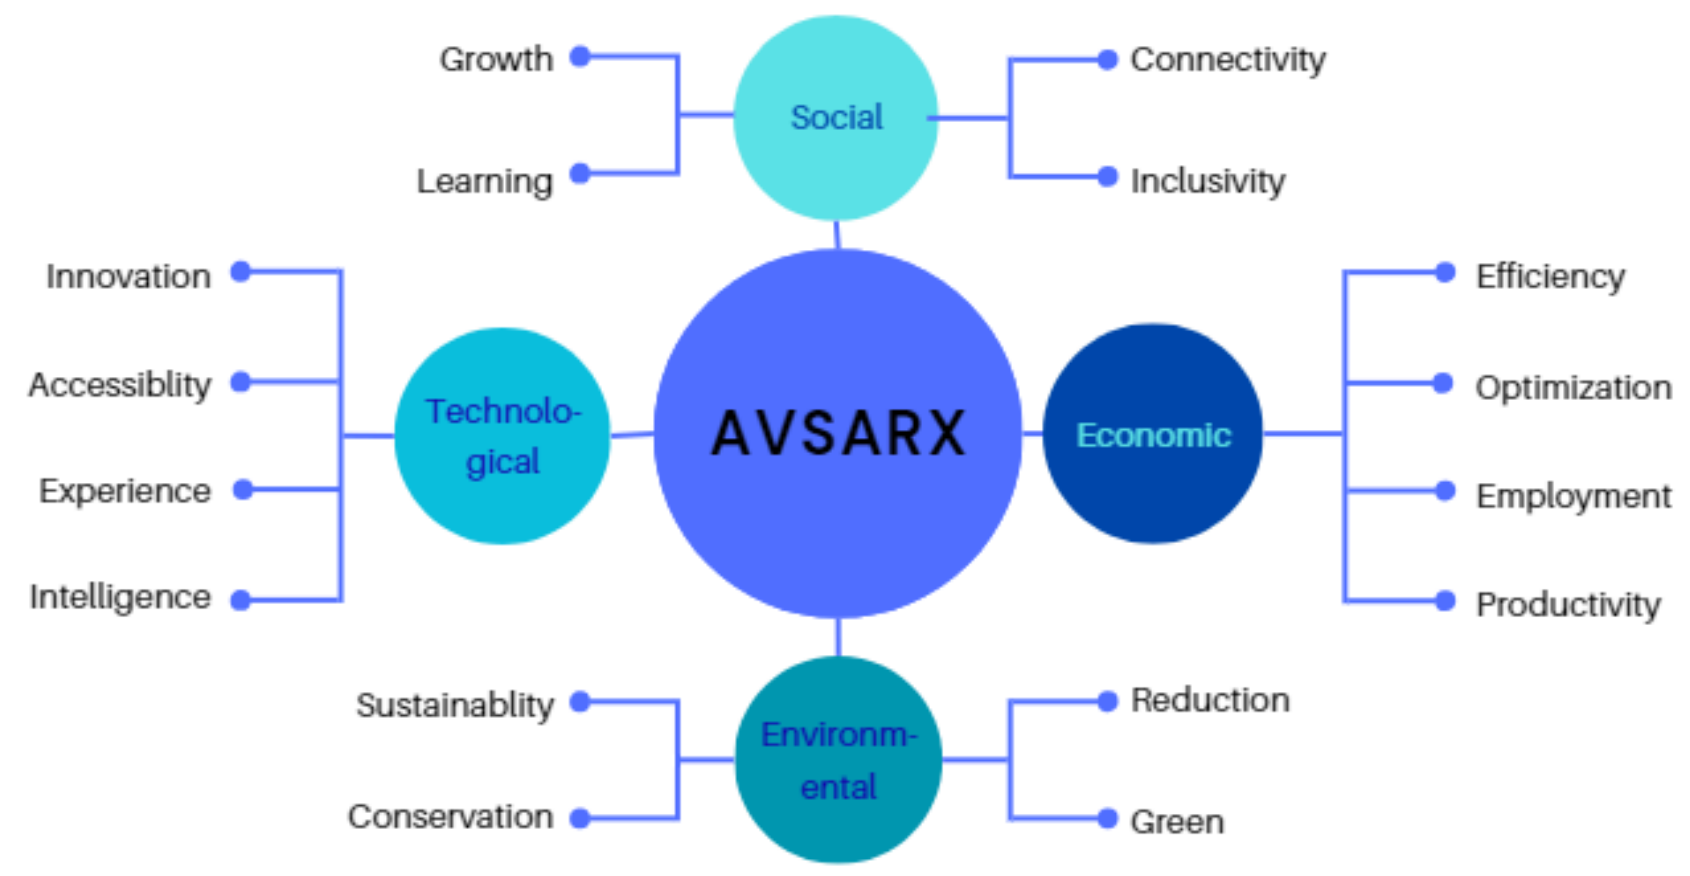 Growth
Social
Connectivity
Learning
Inclusivity
Innovation
Accessiblity
Experience
Intelligence
Technolo-
gical
AVSARX
Economic
Efficiency
Optimization
Employment
Productivity
Sustainablity
Conservation
Environm-
ental
Reduction
Green